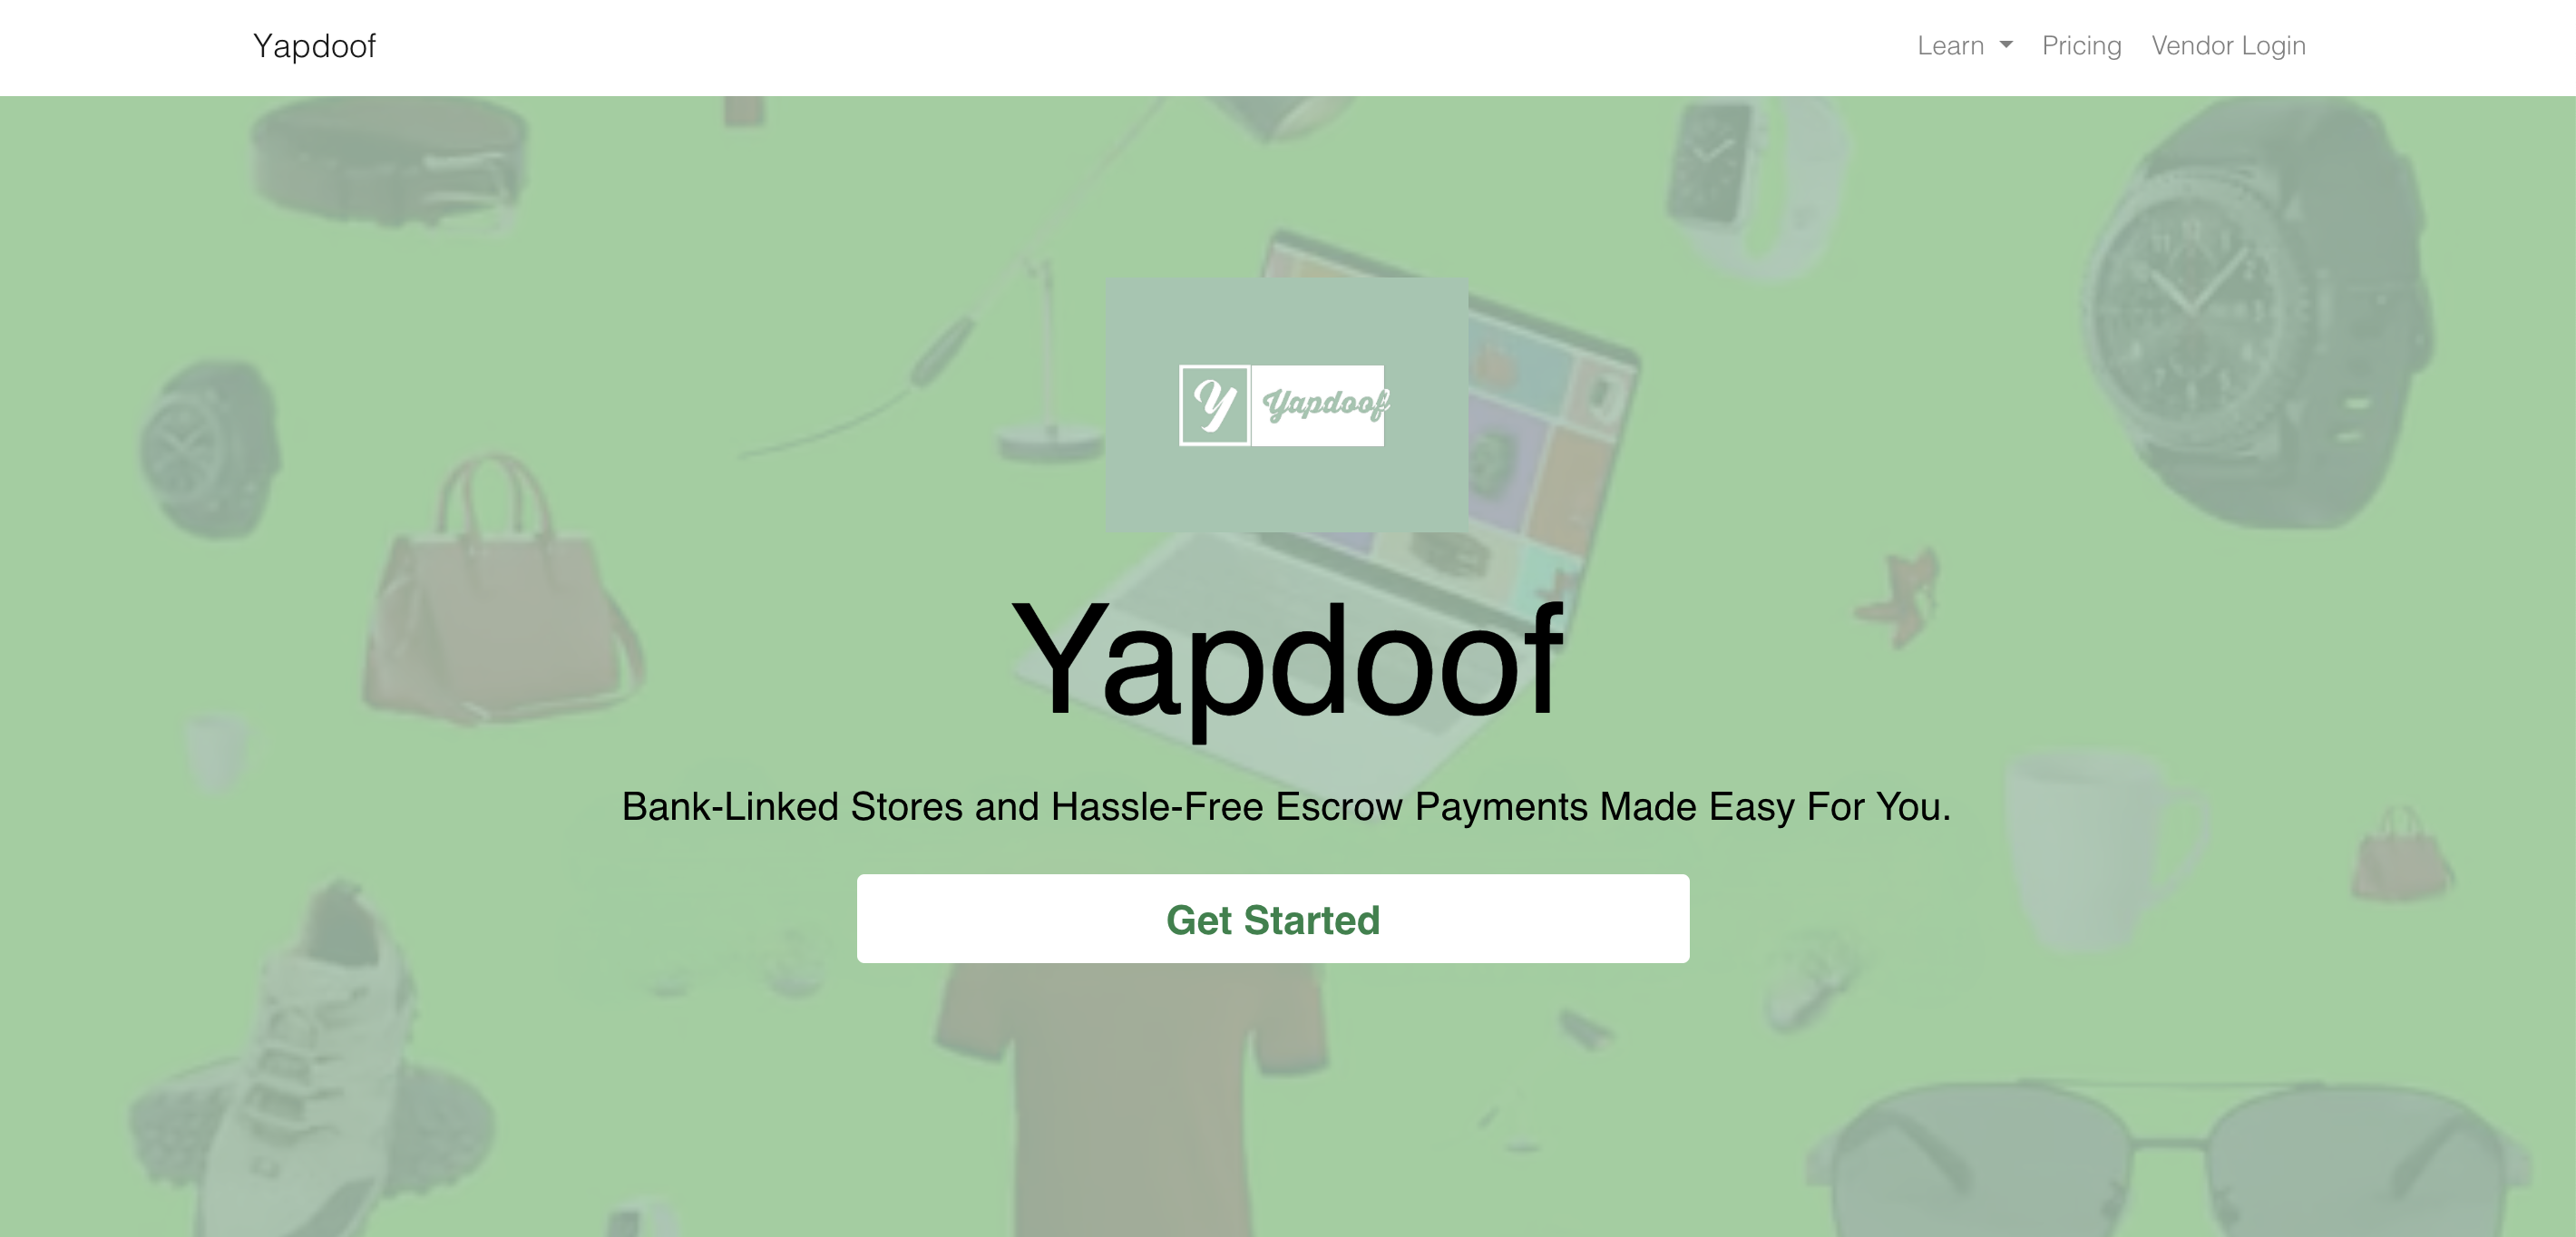 Yapdoof
Learn
Pricing
Vendor Login
Y Yapdoof
Yapdoof
Bank-Linked Stores and Hassle-Free Escrow Payments Made Easy For You.
Get Started